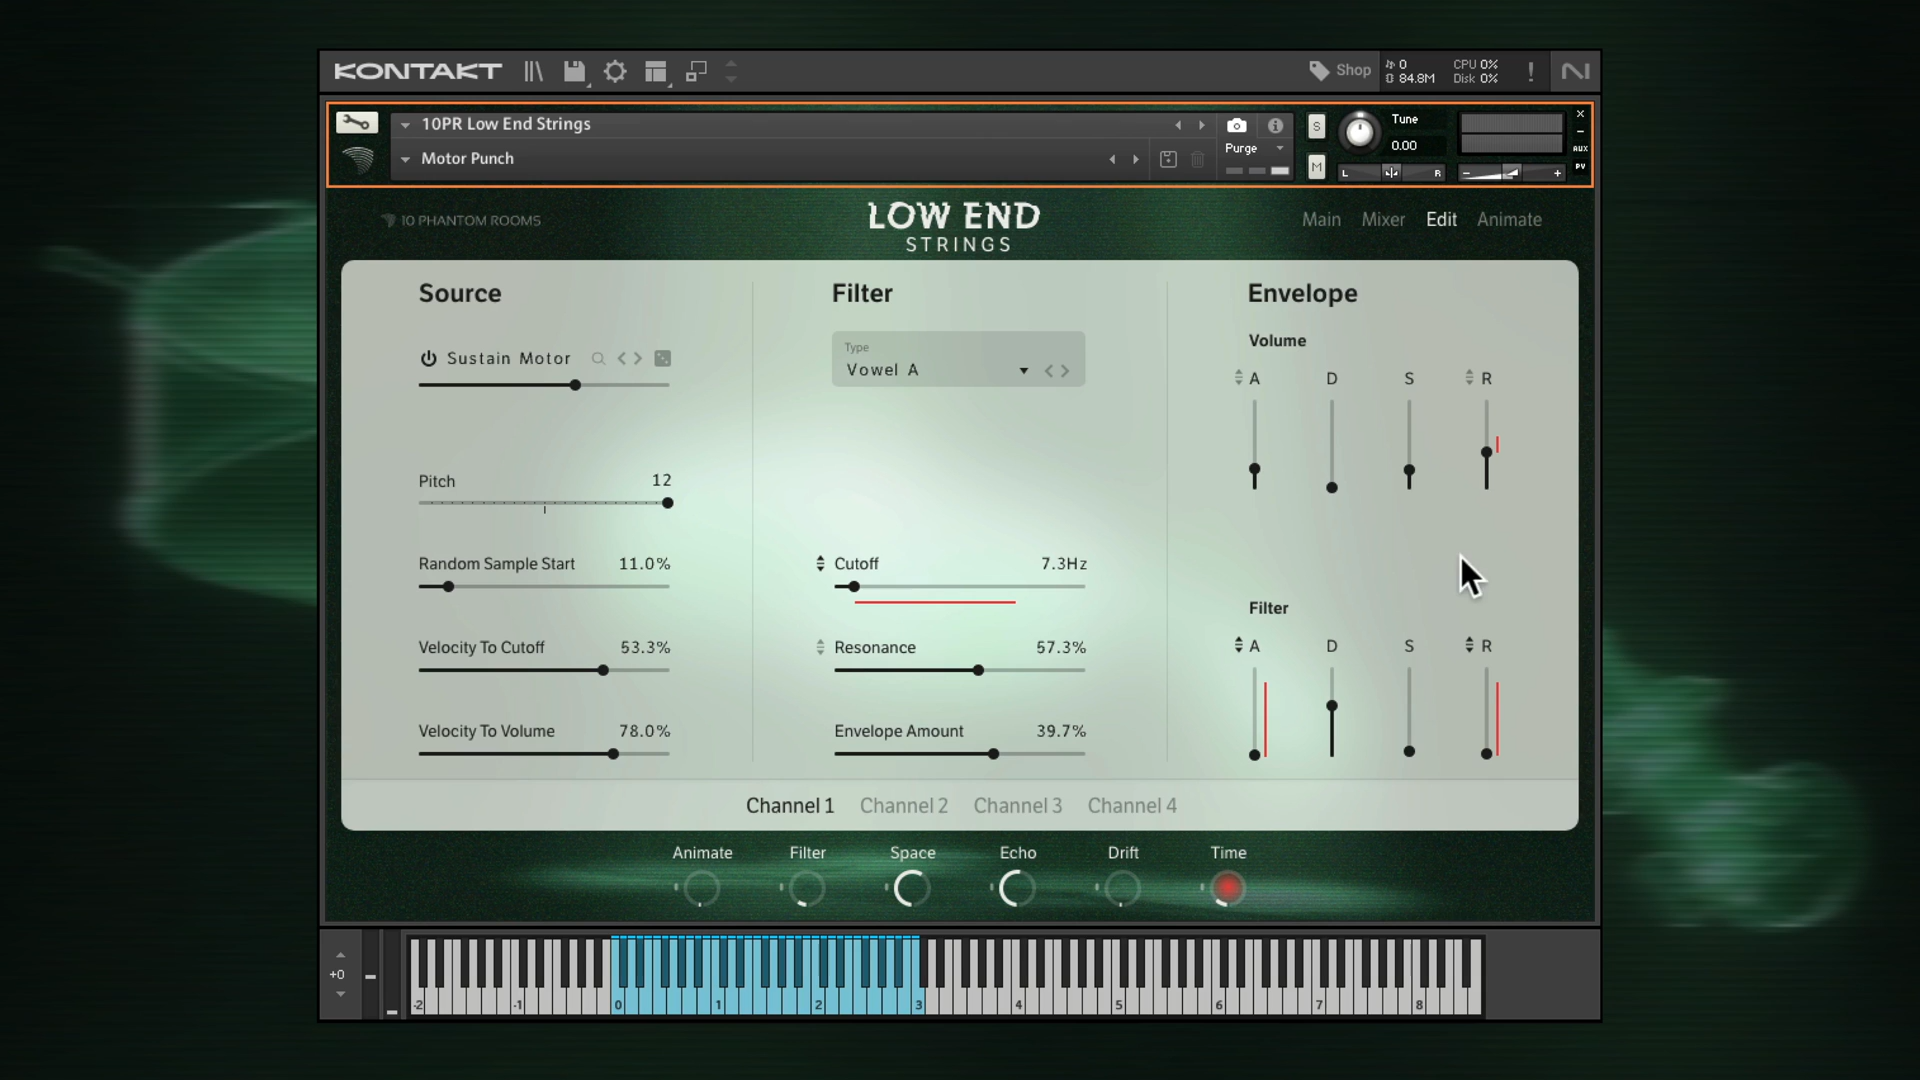 KONTAKT
Shop
0
84.8M
CPU 0%
Disk 0%
!
10PR Low End Strings
Motor Punch
Purge
S
M
Tune
0.00
L
R
AUX
PV
10 PHANTOM ROOMS
LOW END
STRINGS
Main Mixer Edit Animate
Source
Sustain Motor
Pitch 12
Random Sample Start 11.0%
Velocity To Cutoff 53.3%
Velocity To Volume 78.0%
Filter
Type
Vowel A
Cutoff 7.3Hz
Resonance 57.3%
Envelope Amount 39.7%
Envelope
Volume
A D S R
Filter
A D S R
Channel 1 Channel 2 Channel 3 Channel 4
Animate Filter Space Echo Drift Time
+0
-2 -1 0 1 2 3 4 5 6 7 8